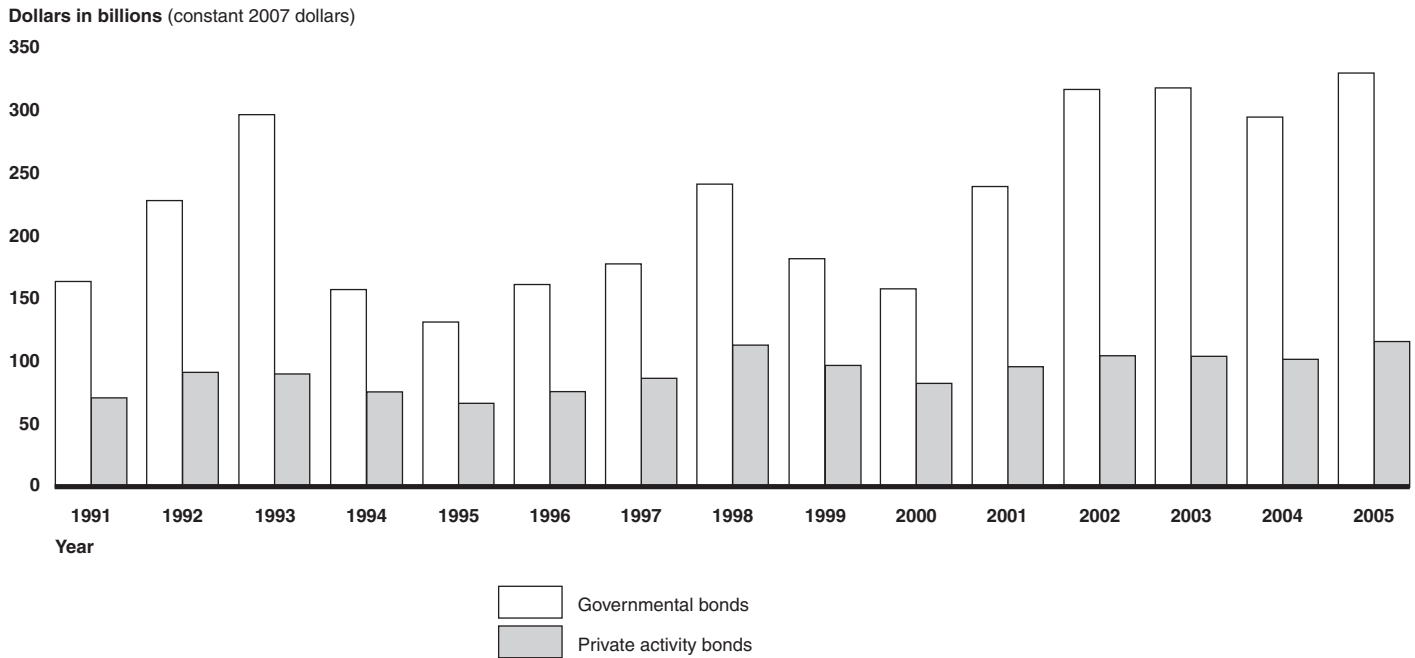 Dollars in billions (constant 2007 dollars)
350
300
250
200
150
100
50
0
1991 1992 1993 1994 1995 1996 1997 1998 1999 2000 2001 2002 2003 2004 2005
Year
Governmental bonds
Private activity bonds